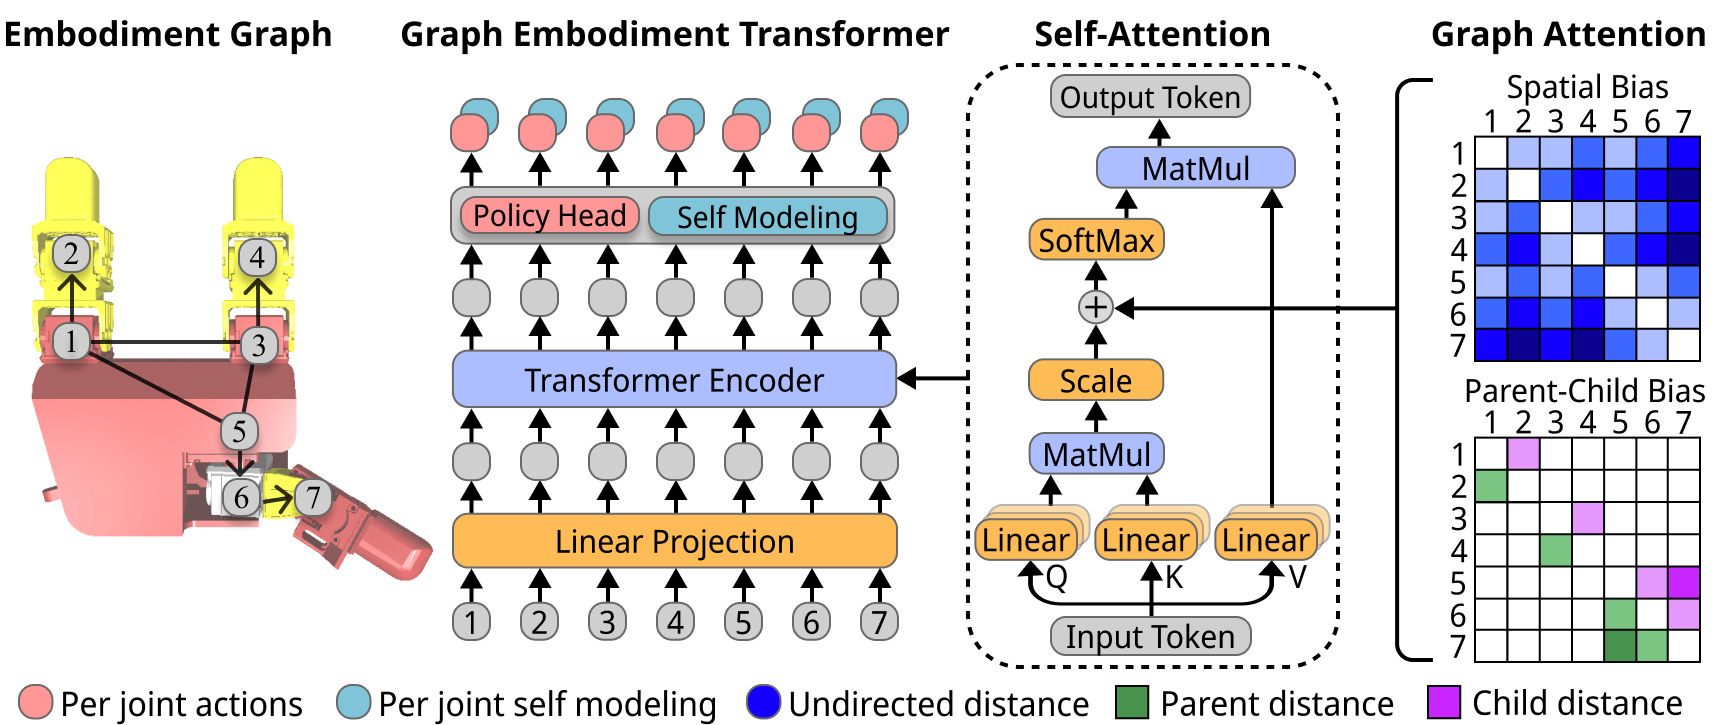 Embodiment Graph
Graph Embodiment Transformer
Self-Attention
Graph Attention
2
4
1
3
5
6
7
Policy Head
Self Modeling
Transformer Encoder
Linear Projection
1 2 3 4 5 6 7
Output Token
MatMul
SoftMax
+
Scale
MatMul
Linear Linear Linear
Q K V
Input Token
Spatial Bias
1 2 3 4 5 6 7
1
2
3
4
5
6
7
Parent-Child Bias
1 2 3 4 5 6 7
1
2
3
4
5
6
7
Per joint actions
Per joint self modeling
Undirected distance
Parent distance
Child distance